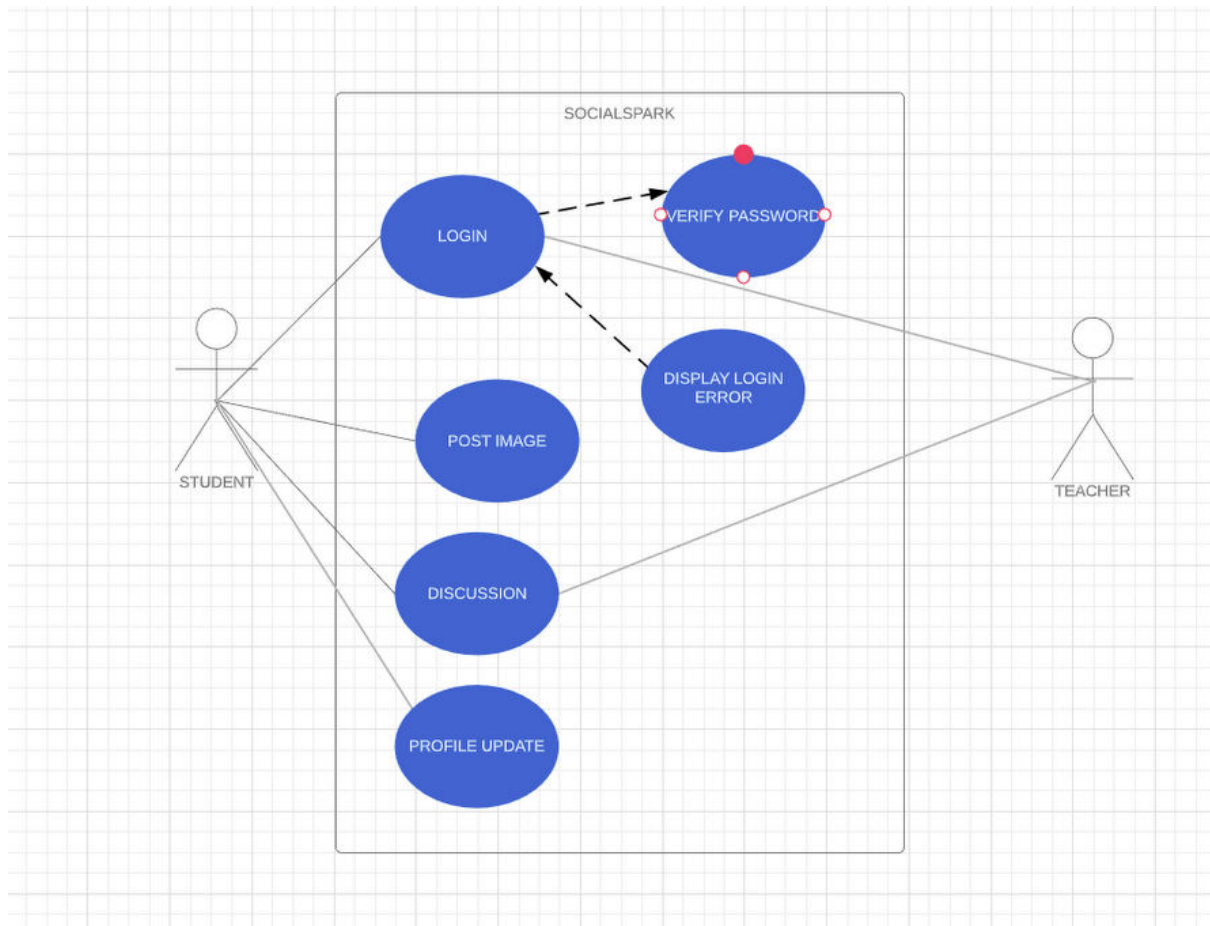 SOCIALSPARK
LOGIN
VERIFY PASSWORD
DISPLAY LOGIN
ERROR
POST IMAGE
STUDENT
TEACHER
DISCUSSION
PROFILE UPDATE